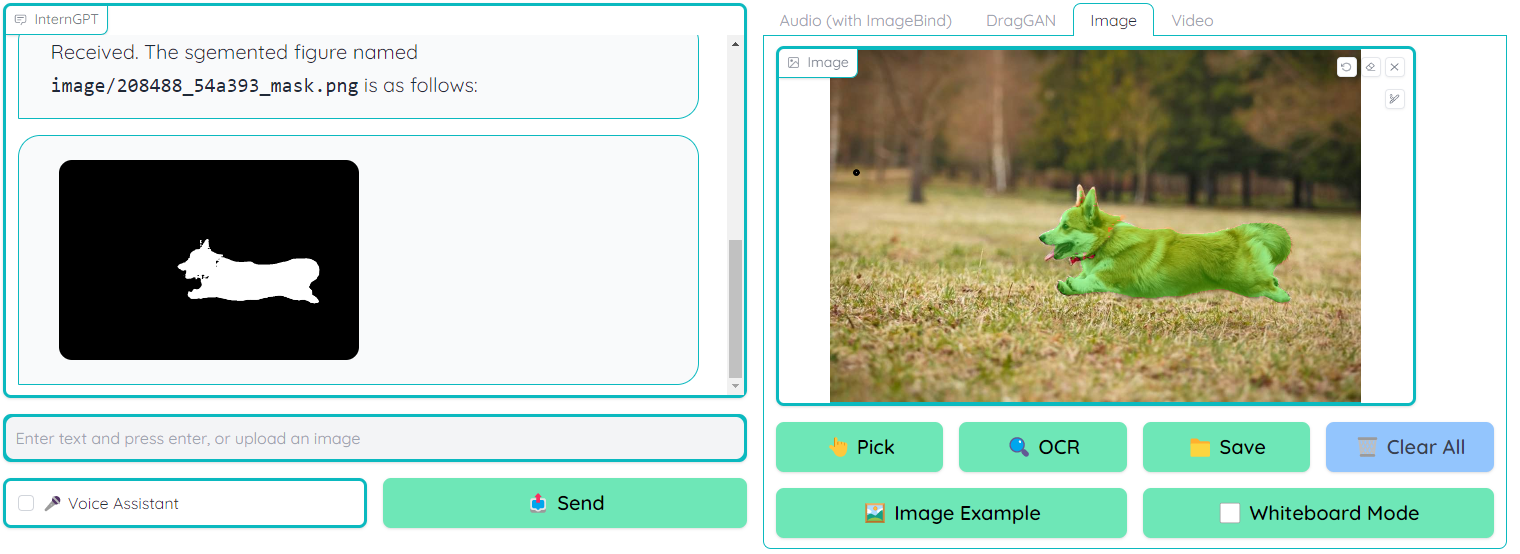 InternGPT
Received. The sgemented figure named
image/208488_54a393_mask.png is as follows:
Enter text and press enter, or upload an image
Voice Assistant
Send
Audio (with ImageBind)
DragGAN
Image
Video
Image
Pick
OCR
Save
Clear All
Image Example
Whiteboard Mode